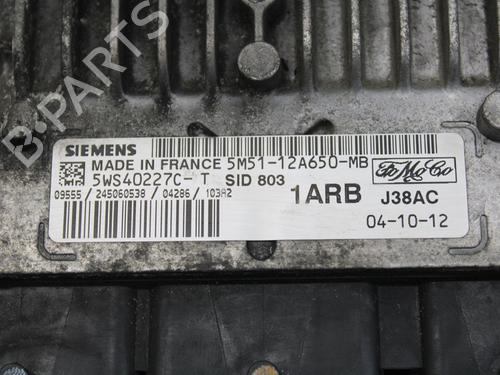 B-PARTS
SIEMENS
MADE IN FRANCE 5M51-12A650-MB
5WS40227C-T SID 803
09555 / 245060538 / 04286 / 103A2
1ARB
FoMoCo
J38AC
04-10-12